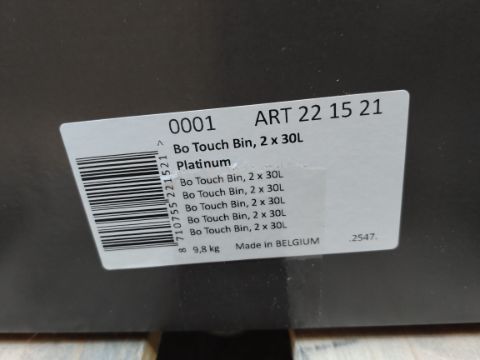 0001 ART 22 15 21
Bo Touch Bin, 2 x 30L
Platinum
Bo Touch Bin, 2 x 30L
Bo Touch Bin, 2 x 30L
Bo Touch Bin, 2 x 30L
Bo Touch Bin, 2 x 30L
Bo Touch Bin, 2 x 30L
9,8 kg Made in BELGIUM .2547.
8 710755 221521 >